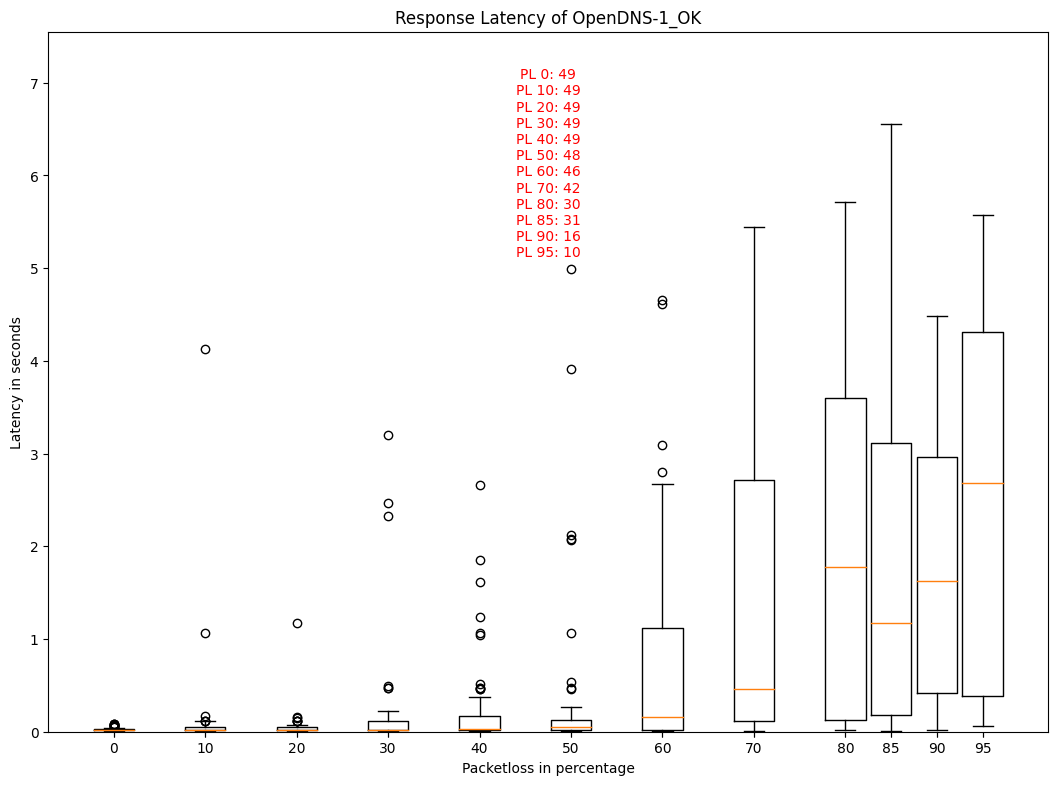 Response Latency of OpenDNS-1_OK
PL 0: 49
PL 10: 49
PL 20: 49
PL 30: 49
PL 40: 49
PL 50: 48
PL 60: 46
PL 70: 42
PL 80: 30
PL 85: 31
PL 90: 16
PL 95: 10
7
6
5
4
3
2
1
0
Latency in seconds
0 10 20 30 40 50 60 70 80 85 90 95
Packetloss in percentage